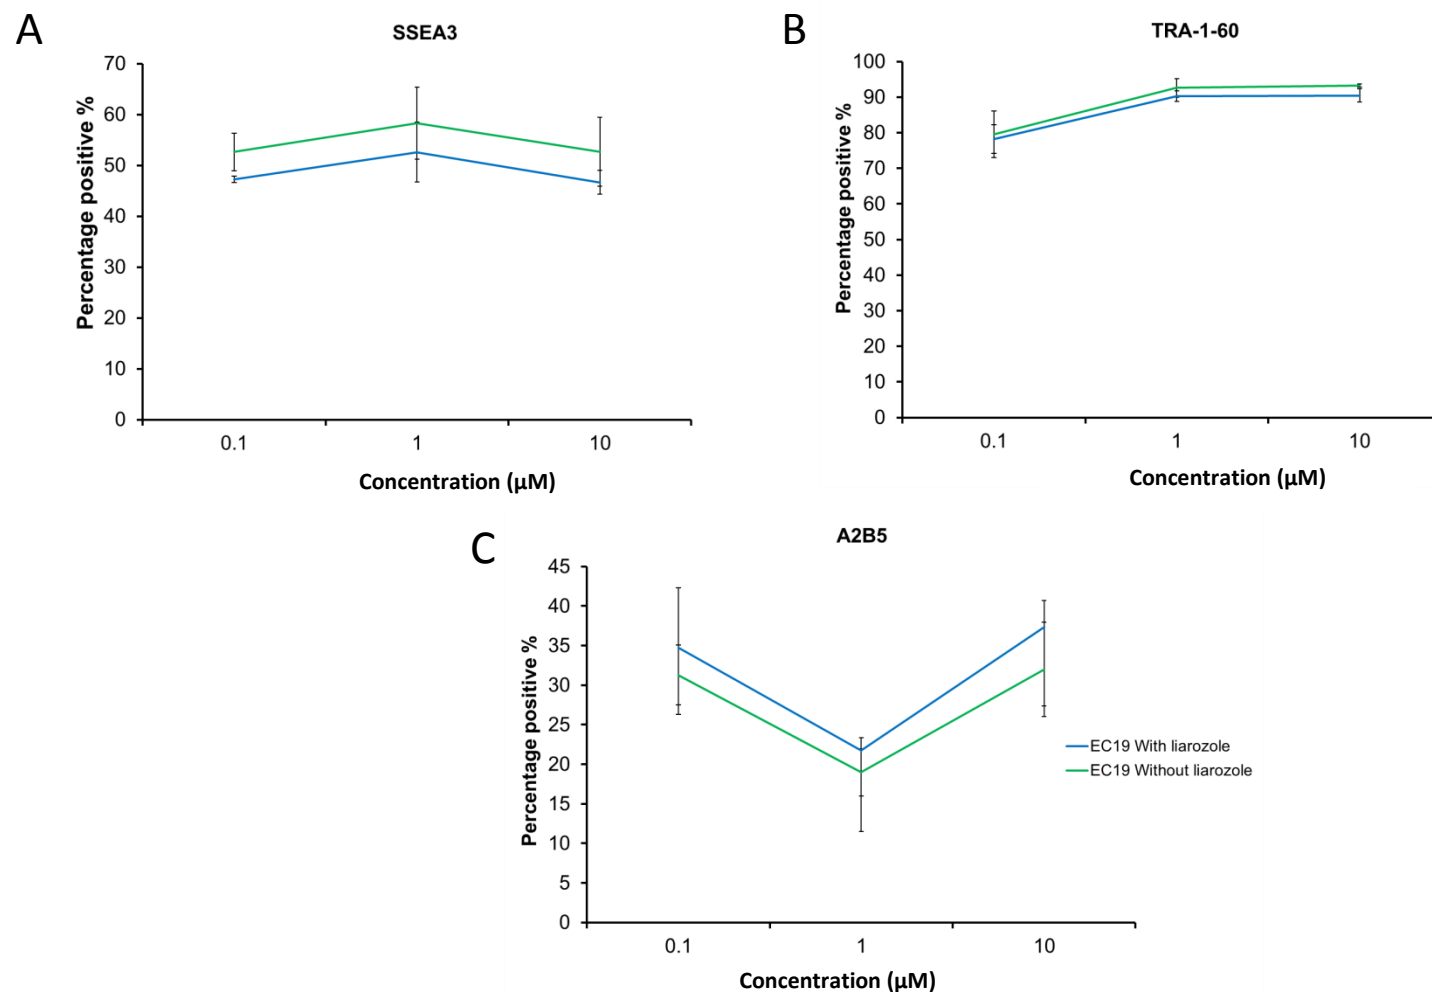 A
SSEA3
Percentage positive %
70
60
50
40
30
20
10
0
0.1 1 10
Concentration (µM)
B
TRA-1-60
Percentage positive %
100
90
80
70
60
50
40
30
20
10
0
0.1 1 10
Concentration (µM)
C
A2B5
Percentage positive %
45
40
35
30
25
20
15
10
5
0
0.1 1 10
Concentration (µM)
EC19 With liarozole
EC19 Without liarozole